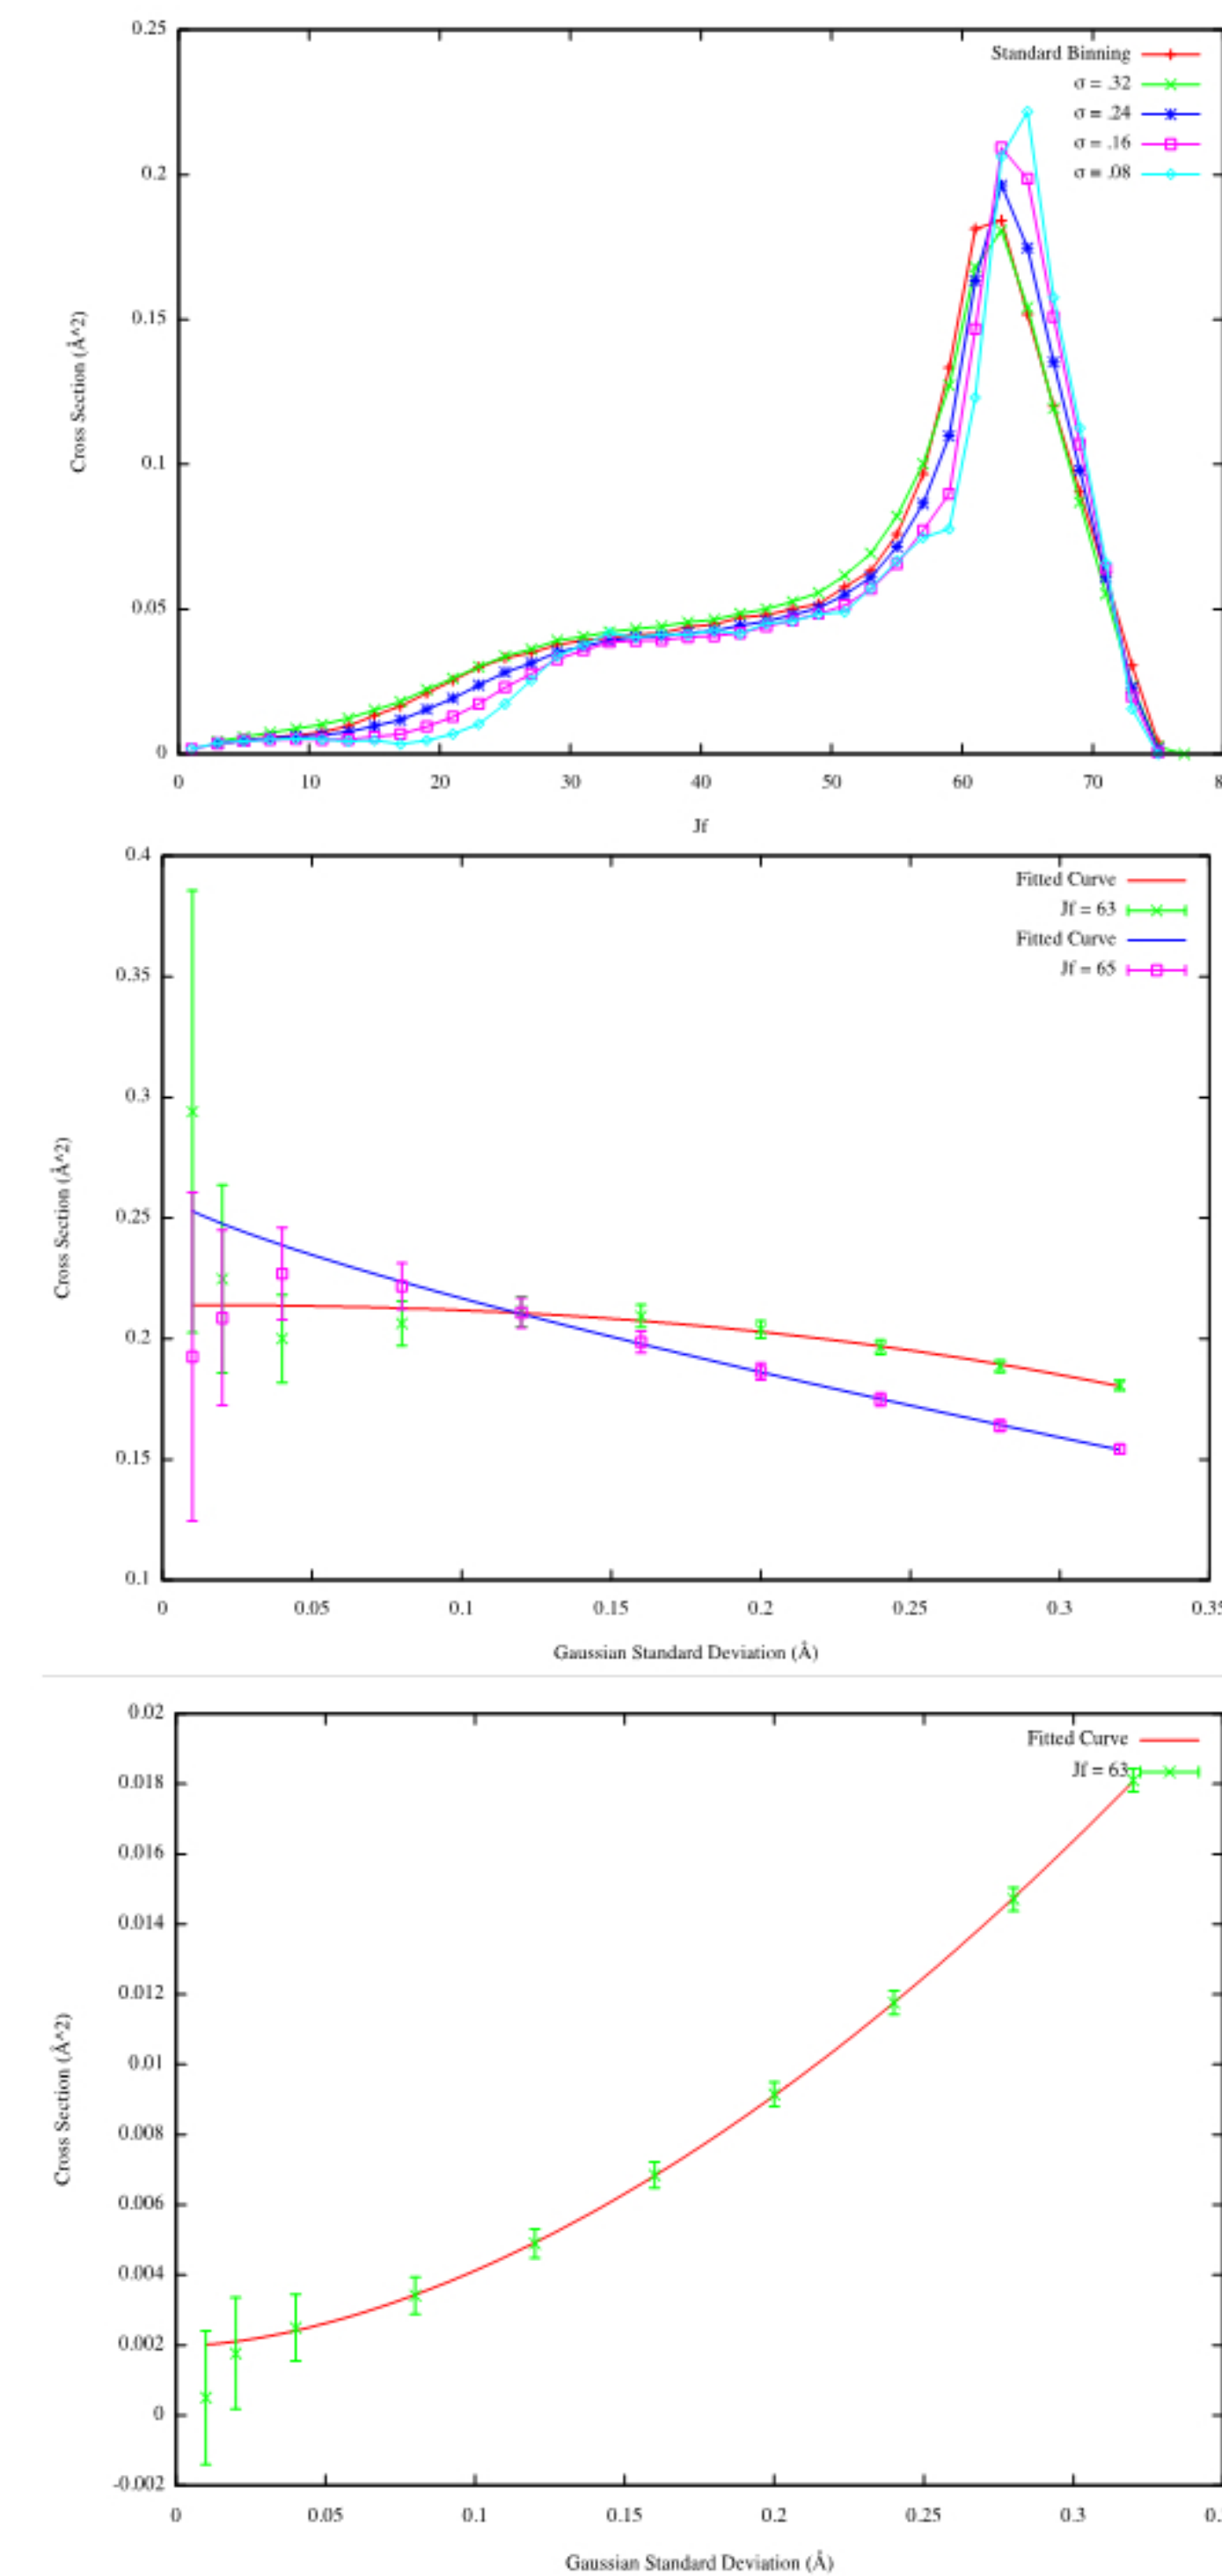 0.25
Standard Binning
σ = .32
σ = .24
σ = .16
σ = .08
0.2
0.15
0.1
0.05
0
Cross Section (Å^2)
0 10 20 30 40 50 60 70 8
Jf
0.4
Fitted Curve
Jf = 63
Fitted Curve
Jf = 65
0.35
0.3
0.25
0.2
0.15
0.1
Cross Section (Å^2)
0 0.05 0.1 0.15 0.2 0.25 0.3 0.35
Gaussian Standard Deviation (Å)
0.02
Fitted Curve
Jf = 63
0.018
0.016
0.014
0.012
0.01
0.008
0.006
0.004
0.002
0
-0.002
Cross Section (Å^2)
0 0.05 0.1 0.15 0.2 0.25 0.3 0.
Gaussian Standard Deviation (Å)